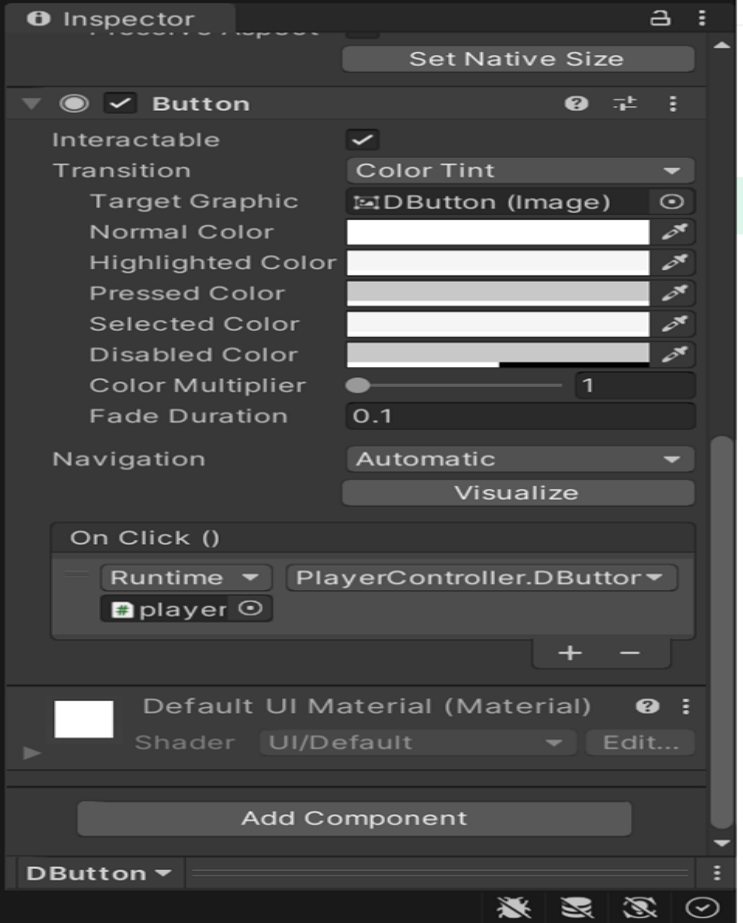 Inspector
Preserve Aspect
Set Native Size
Button
Interactable
Transition Color Tint
Target Graphic DButton (Image)
Normal Color
Highlighted Color
Pressed Color
Selected Color
Disabled Color
Color Multiplier 1
Fade Duration 0.1
Navigation Automatic
Visualize
On Click ()
Runtime PlayerController.DButtor
# player
Default UI Material (Material)
Shader UI/Default Edit...
Add Component
DButton